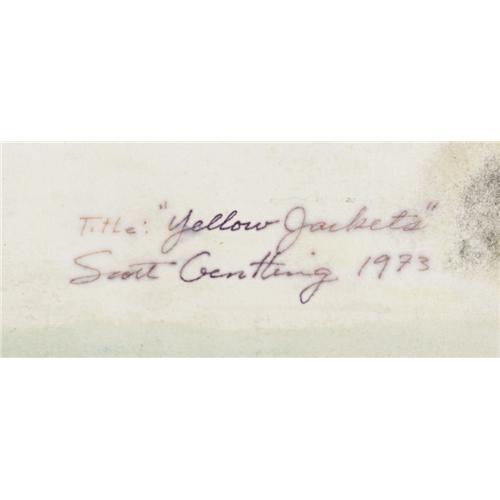 Title: "Yellow Jackets"
Scott Gentling 1973